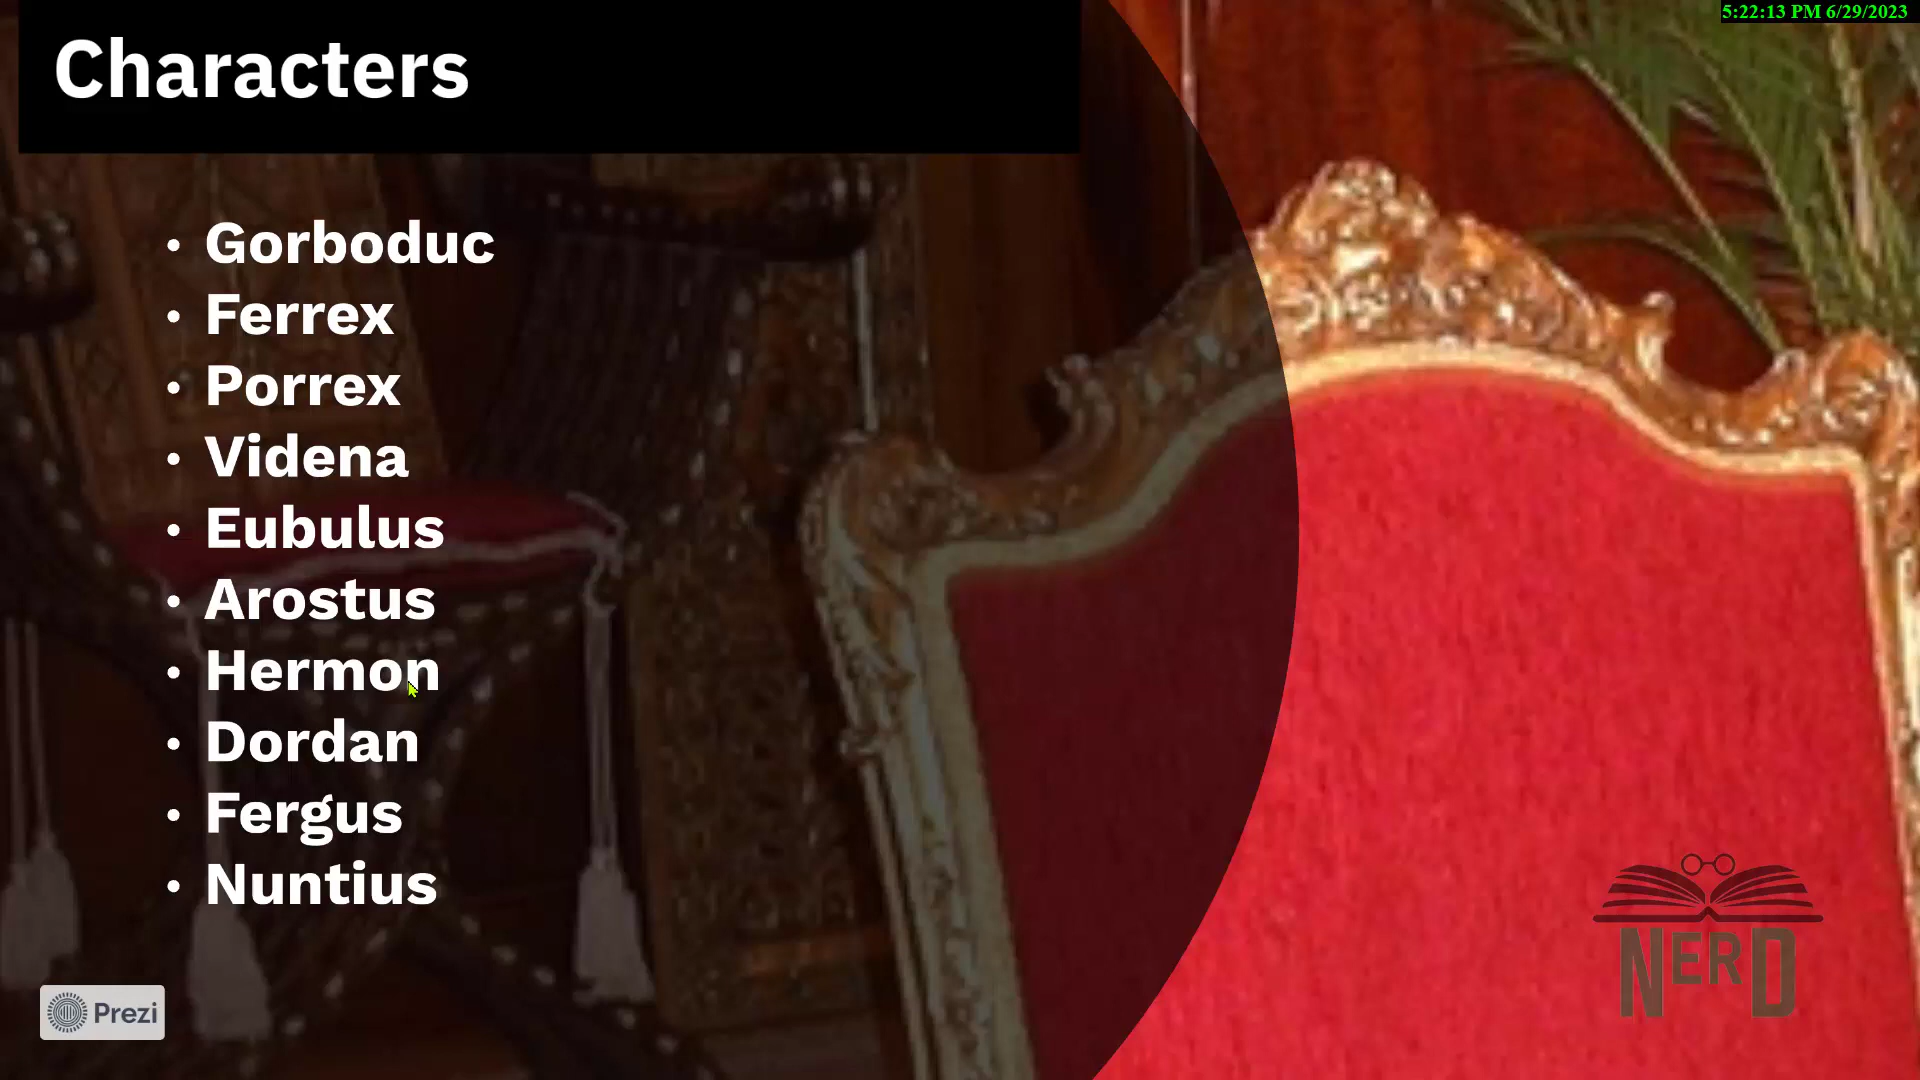 5:22:13 PM 6/29/2023
Characters
• Gorboduc
• Ferrex
• Porrex
• Videna
• Eubulus
• Arostus
• Hermon
• Dordan
• Fergus
• Nuntius
Prezi
NERD